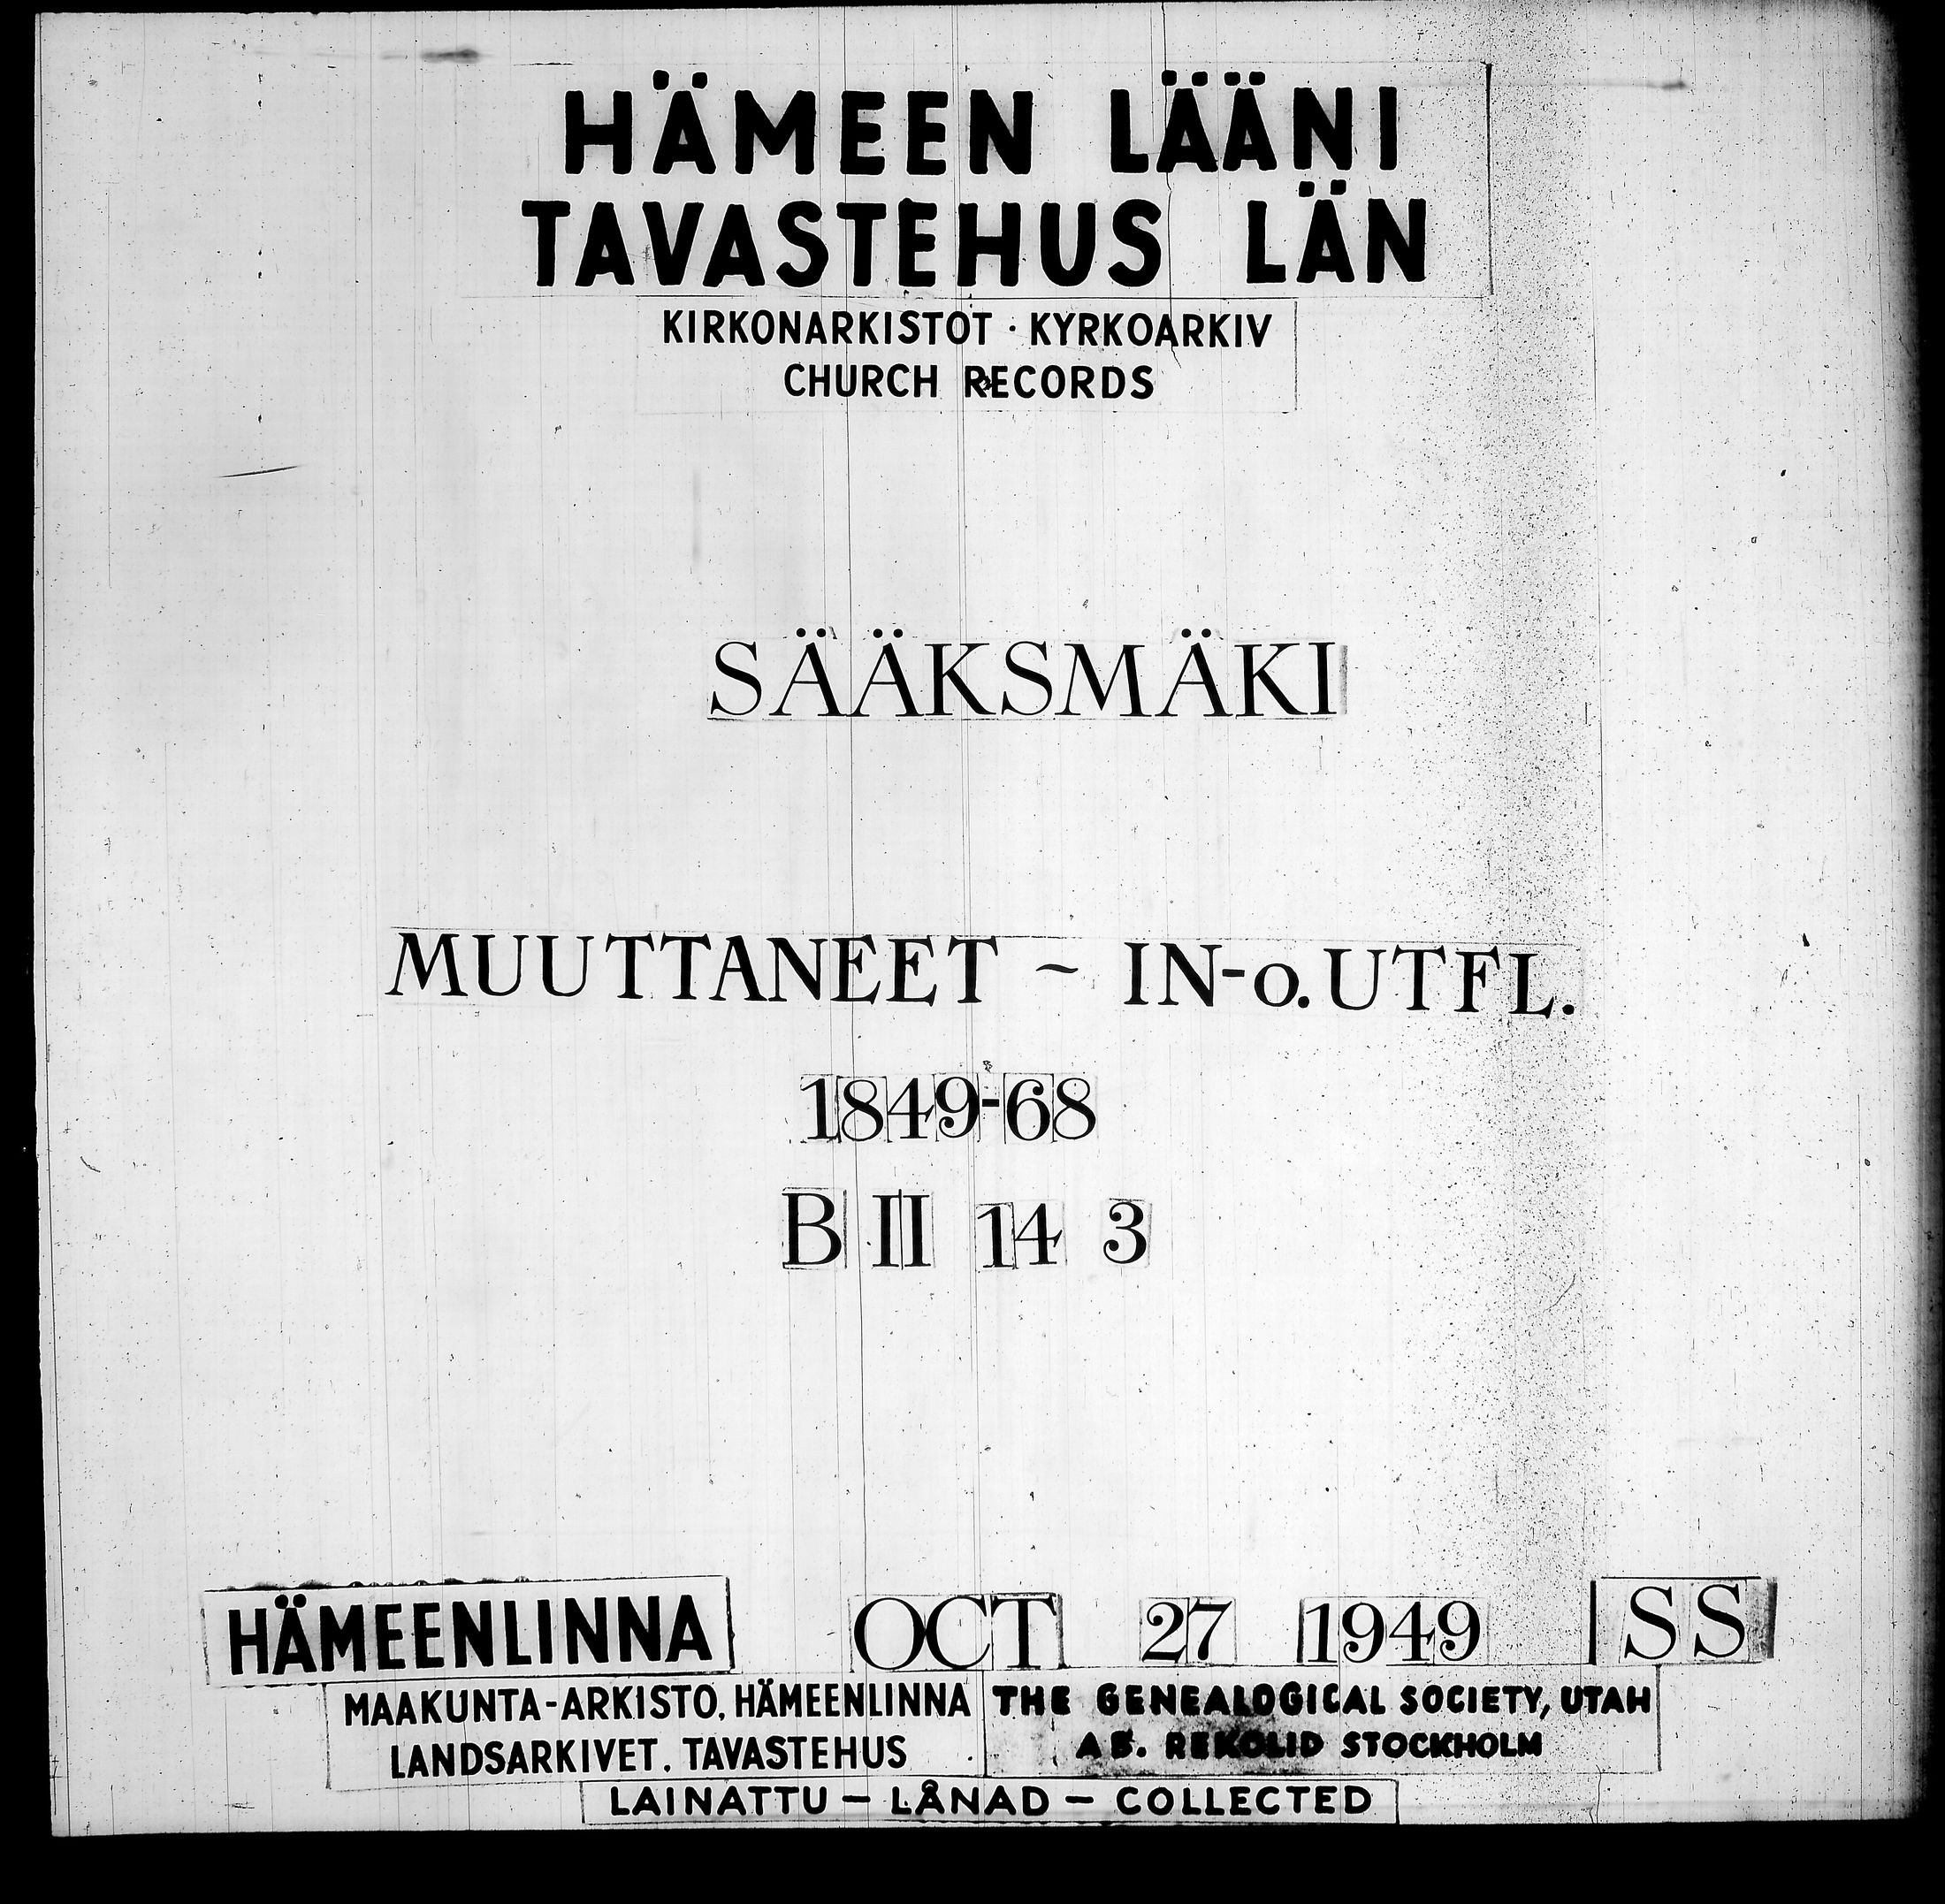 HÄMEEN LÄÄNI
TAVASTEHUS LÄN
KIRKONARKISTOT · KYRKOARKIV
CHURCH RECORDS
SÄÄKSMÄKI
MUUTTANEET ~ IN-o. UTFL.
1849-68
B II 14 3
HÄMEENLINNA OCT 27 1949 SS
MAAKUNTA-ARKISTO, HÄMEENLINNA
LANDSARKIVET, TAVASTEHUS
THE GENEALOGICAL SOCIETY, UTAH
AB. REKOLID STOCKHOLM
LAINATTU — LÅNAD — COLLECTED